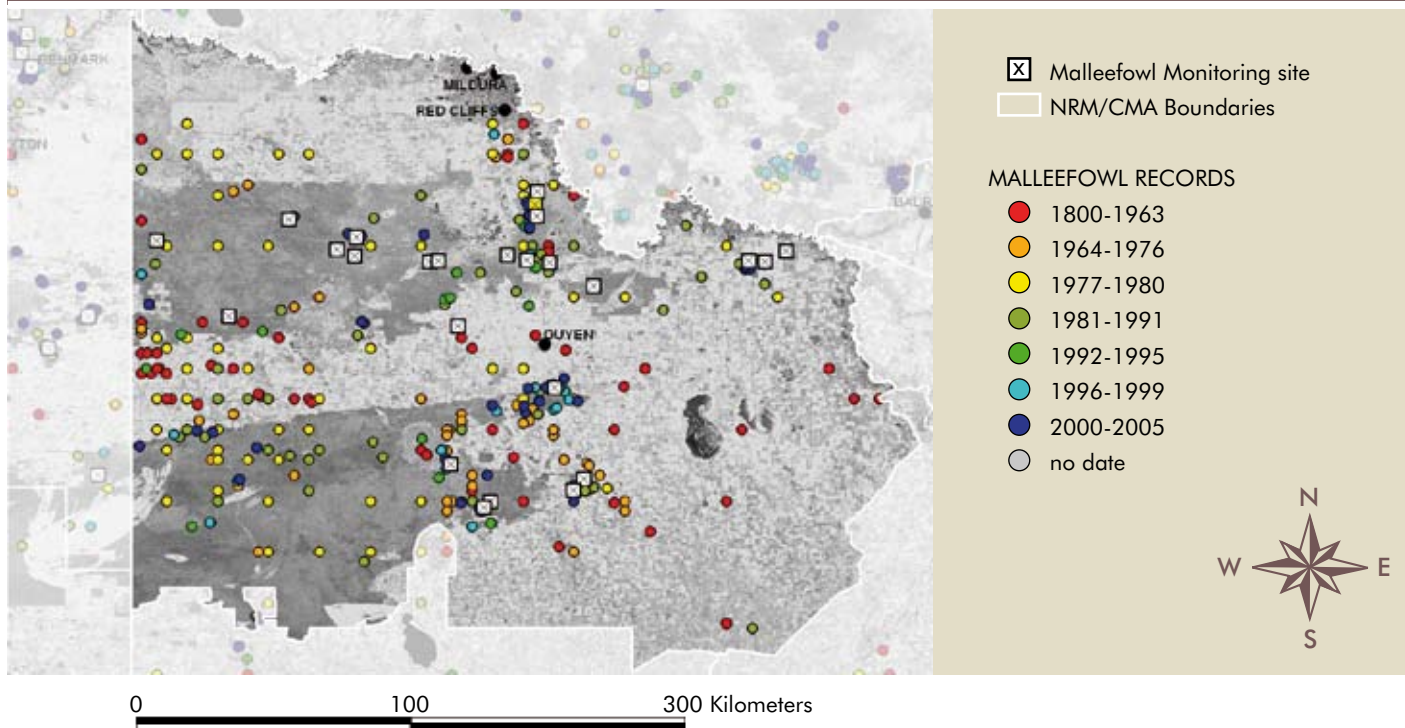 MILDURA
RED CLIFFS
OUYEN
Malleefowl Monitoring site
NRM/CMA Boundaries
MALLEEFOWL RECORDS
1800-1963
1964-1976
1977-1980
1981-1991
1992-1995
1996-1999
2000-2005
no date
N
W E
S
0 100 300 Kilometers